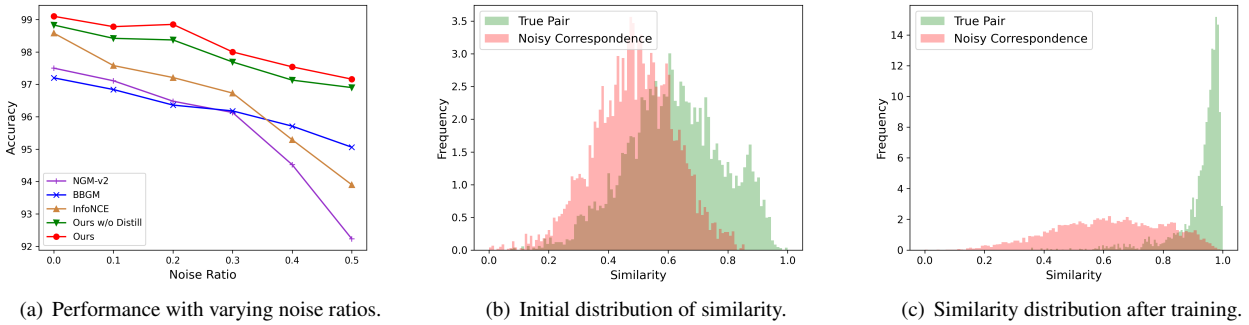 99
98
97
96
95
94
93
92
Accuracy
0.0 0.1 0.2 0.3 0.4 0.5
Noise Ratio
NGM-v2
BBGM
InfoNCE
Ours w/o Distill
Ours
(a) Performance with varying noise ratios.
3.5
3.0
2.5
2.0
1.5
1.0
0.5
0.0
Frequency
0.0 0.2 0.4 0.6 0.8 1.0
Similarity
True Pair
Noisy Correspondence
(b) Initial distribution of similarity.
14
12
10
8
6
4
2
0
Frequency
0.0 0.2 0.4 0.6 0.8 1.0
Similarity
True Pair
Noisy Correspondence
(c) Similarity distribution after training.